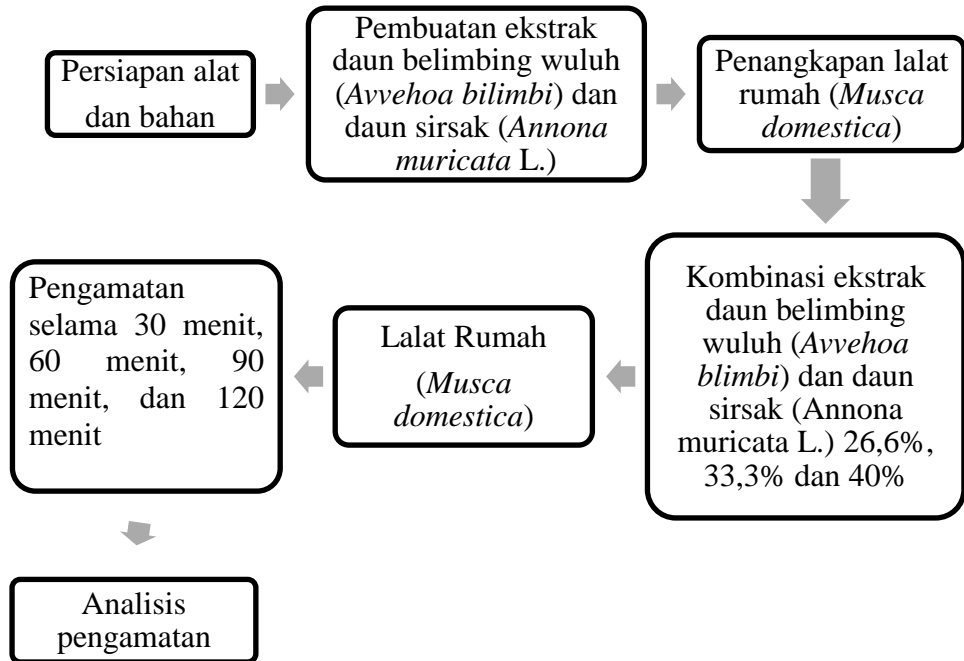 Persiapan alat
dan bahan
Pembuatan ekstrak
daun belimbing wuluh
(Avvehoa bilimbi) dan
daun sirsak (Annona
muricata L.)
Penangkapan lalat
rumah (Musca
domestica)
Kombinasi ekstrak
daun belimbing
wuluh (Avvehoa
blimbi) dan daun
sirsak (Annona
muricata L.) 26,6%,
33,3% dan 40%
Lalat Rumah
(Musca
domestica)
Pengamatan
selama 30 menit,
60 menit, 90
menit, dan 120
menit
Analisis
pengamatan